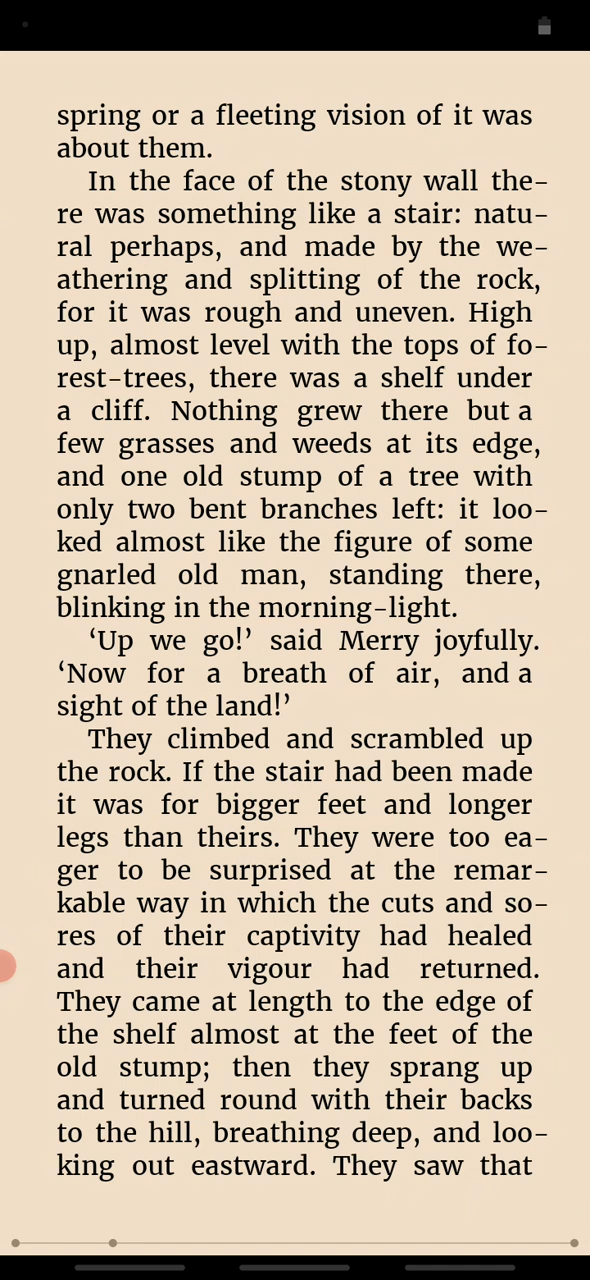 spring or a fleeting vision of it was
about them.
In the face of the stony wall the-
re was something like a stair: natu-
ral perhaps, and made by the we-
athering and splitting of the rock,
for it was rough and uneven. High
up, almost level with the tops of fo-
rest-trees, there was a shelf under
a cliff. Nothing grew there but a
few grasses and weeds at its edge,
and one old stump of a tree with
only two bent branches left: it loo-
ked almost like the figure of some
gnarled old man, standing there,
blinking in the morning-light.
‘Up we go!’ said Merry joyfully.
‘Now for a breath of air, and a
sight of the land!’
They climbed and scrambled up
the rock. If the stair had been made
it was for bigger feet and longer
legs than theirs. They were too ea-
ger to be surprised at the remar-
kable way in which the cuts and so-
res of their captivity had healed
and their vigour had returned.
They came at length to the edge of
the shelf almost at the feet of the
old stump; then they sprang up
and turned round with their backs
to the hill, breathing deep, and loo-
king out eastward. They saw that